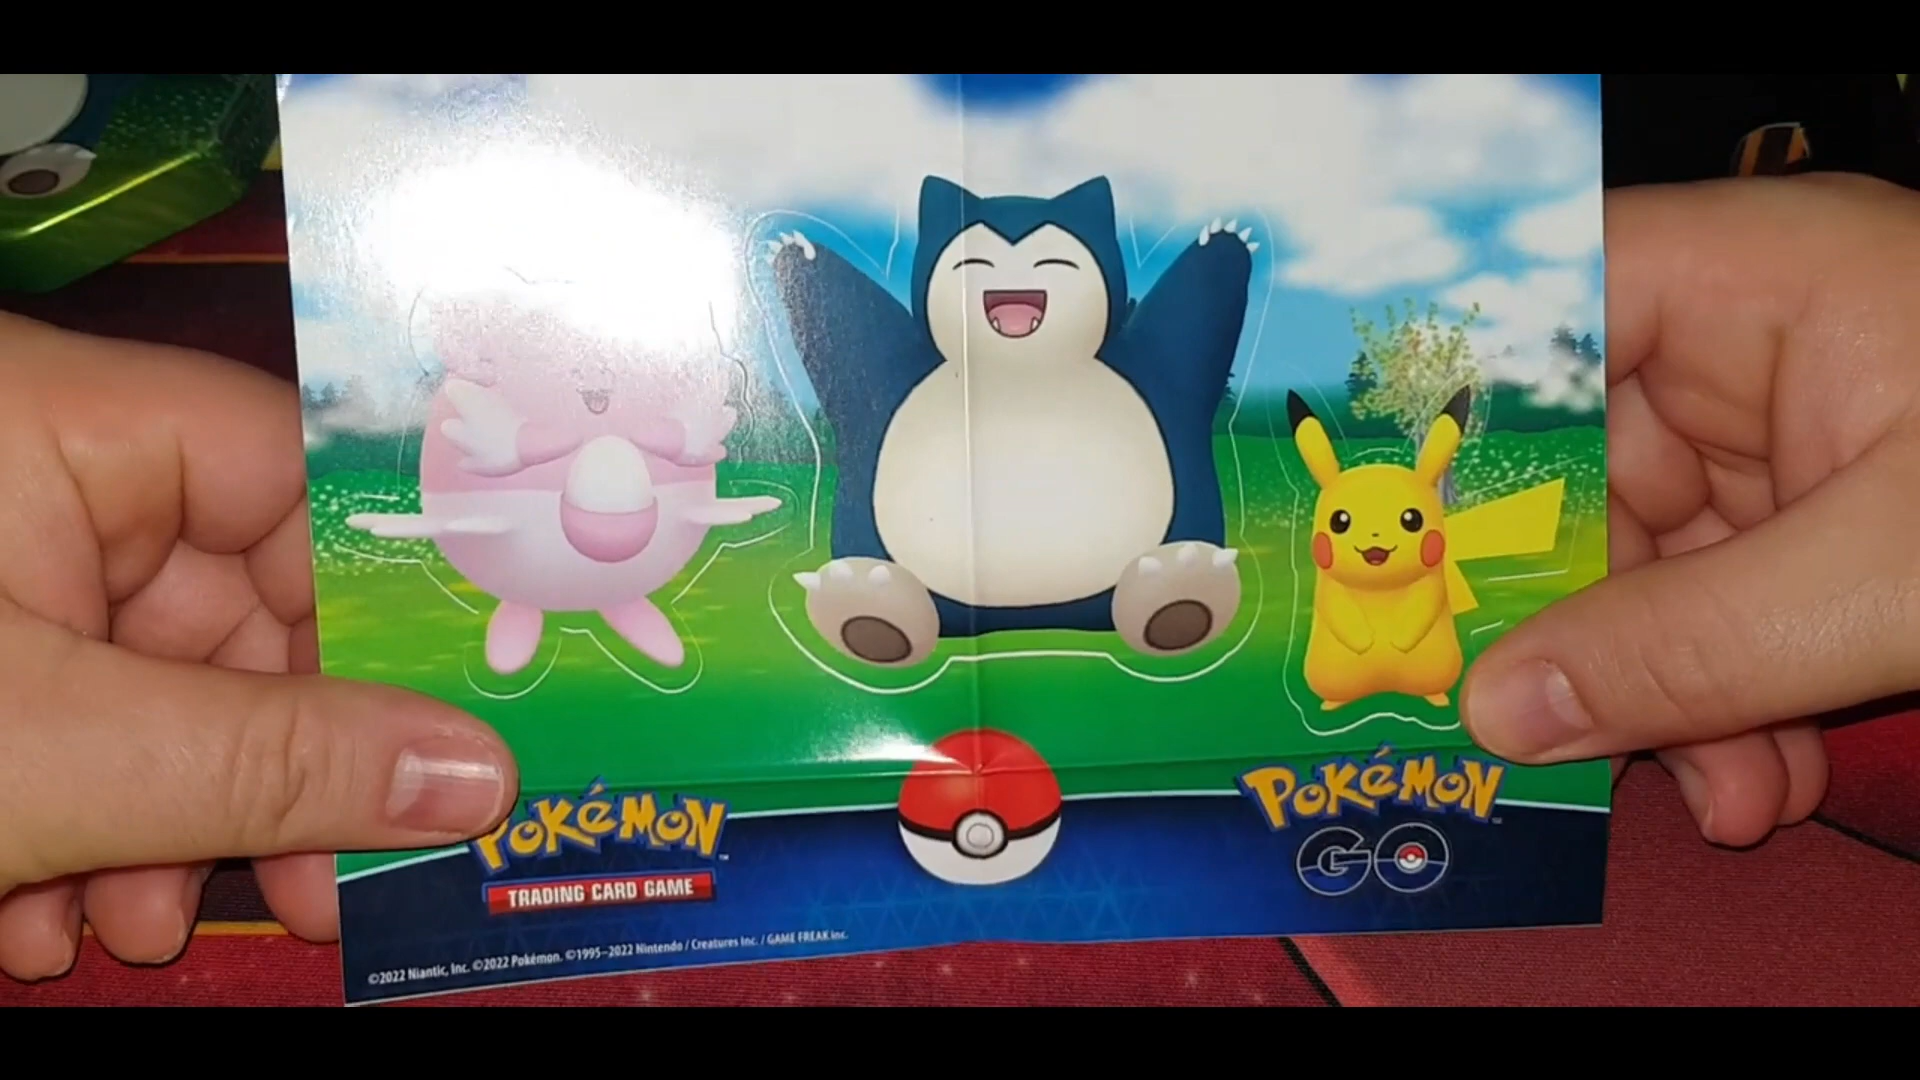 POKéMON
TRADING CARD GAME
POKéMON
GO
©2022 Niantic, Inc. ©2022 Pokémon. ©1995–2022 Nintendo / Creatures Inc. / GAME FREAK inc.